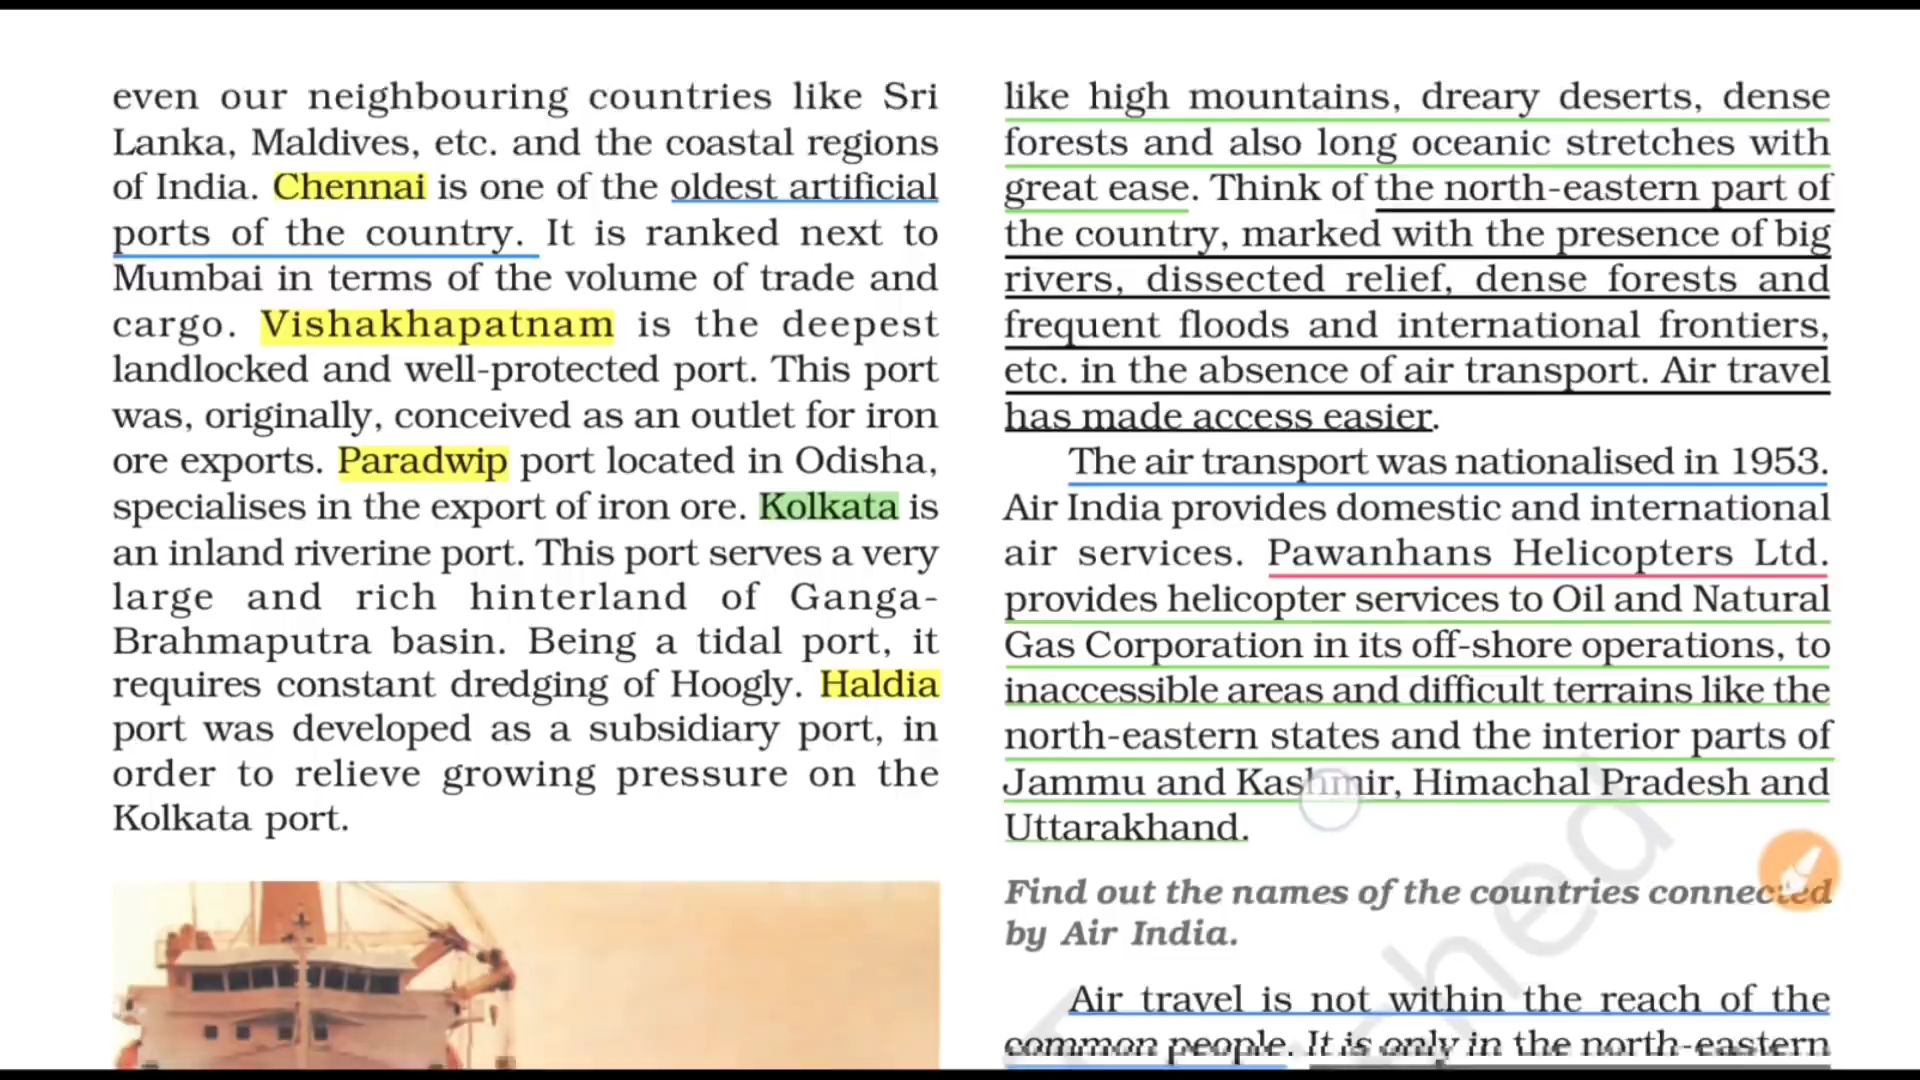 even our neighbouring countries like Sri
Lanka, Maldives, etc. and the coastal regions
of India. Chennai is one of the oldest artificial
ports of the country. It is ranked next to
Mumbai in terms of the volume of trade and
cargo. Vishakhapatnam is the deepest
landlocked and well-protected port. This port
was, originally, conceived as an outlet for iron
ore exports. Paradwip port located in Odisha,
specialises in the export of iron ore. Kolkata is
an inland riverine port. This port serves a very
large and rich hinterland of Ganga-
Brahmaputra basin. Being a tidal port, it
requires constant dredging of Hoogly. Haldia
port was developed as a subsidiary port, in
order to relieve growing pressure on the
Kolkata port.
like high mountains, dreary deserts, dense
forests and also long oceanic stretches with
great ease. Think of the north-eastern part of
the country, marked with the presence of big
rivers, dissected relief, dense forests and
frequent floods and international frontiers,
etc. in the absence of air transport. Air travel
has made access easier.
The air transport was nationalised in 1953.
Air India provides domestic and international
air services. Pawanhans Helicopters Ltd.
provides helicopter services to Oil and Natural
Gas Corporation in its off-shore operations, to
inaccessible areas and difficult terrains like the
north-eastern states and the interior parts of
Jammu and Kashmir, Himachal Pradesh and
Uttarakhand.
Find out the names of the countries connected
by Air India.
Air travel is not within the reach of the
common people. It is only in the north-eastern